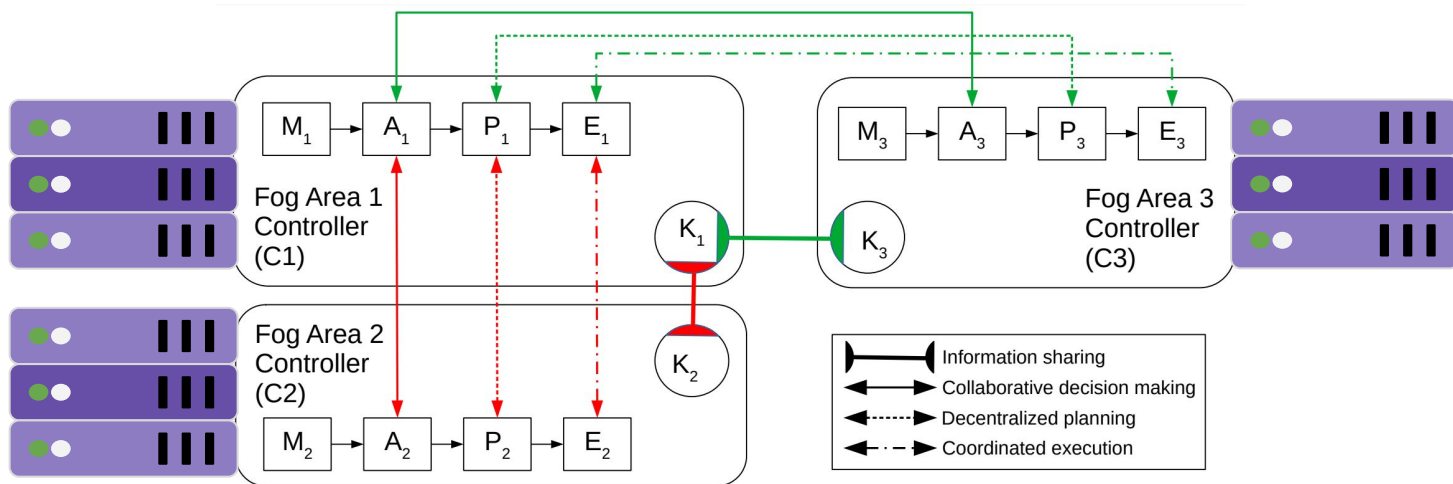 M₁ A₁ P₁ E₁
Fog Area 1
Controller
(C1)
K₁
M₃ A₃ P₃ E₃
Fog Area 3
Controller
(C3)
K₃
Fog Area 2
Controller
(C2)
K₂
M₂ A₂ P₂ E₂
Information sharing
Collaborative decision making
Decentralized planning
Coordinated execution